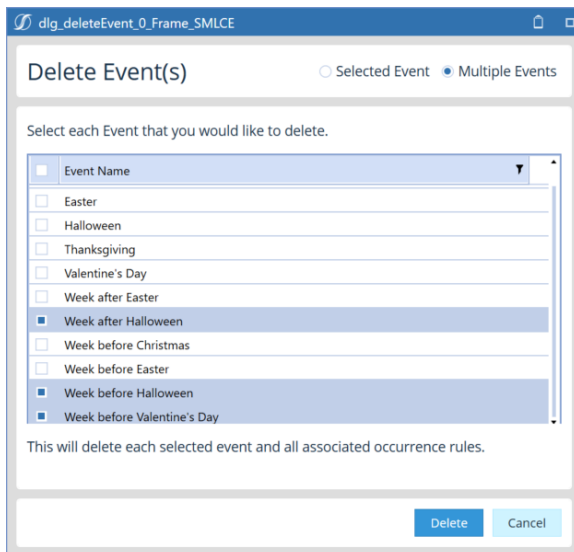 dlg_deleteEvent_0_Frame_SMLCE
Delete Event(s)
Selected Event
Multiple Events
Select each Event that you would like to delete.
Event Name
Easter
Halloween
Thanksgiving
Valentine's Day
Week after Easter
Week after Halloween
Week before Christmas
Week before Easter
Week before Halloween
Week before Valentine's Day
This will delete each selected event and all associated occurrence rules.
Delete
Cancel